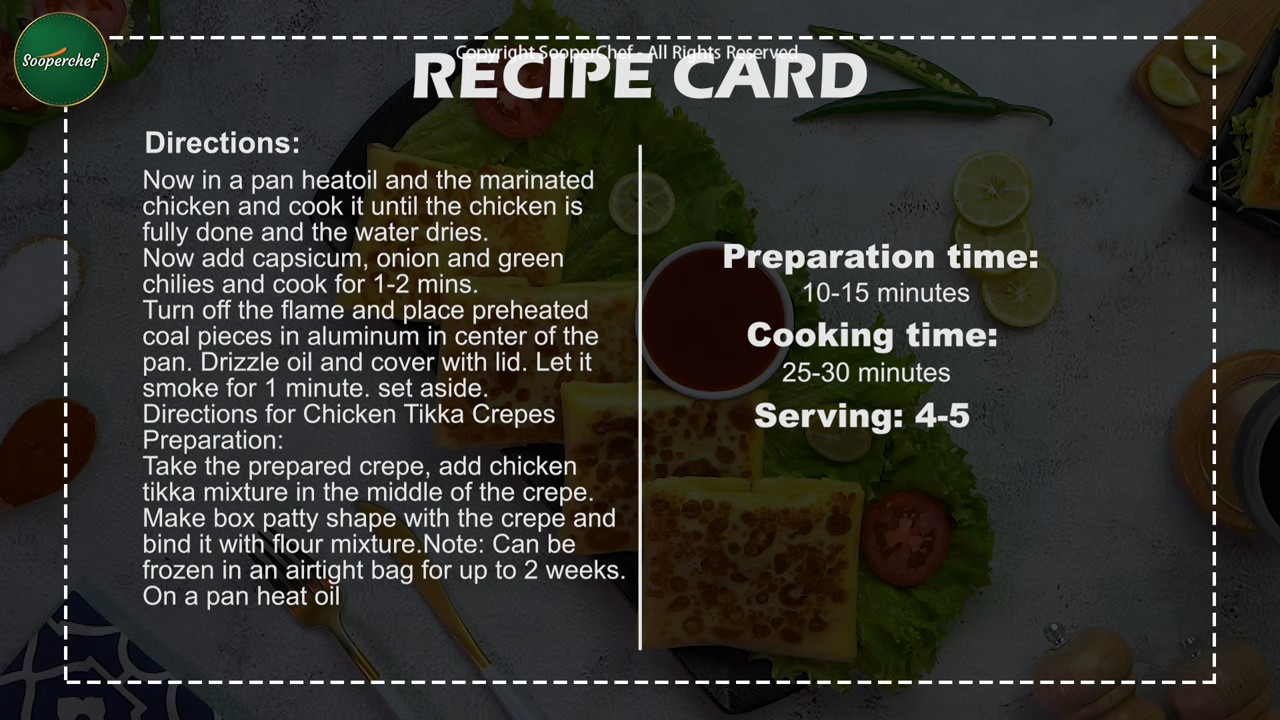 Sooperchef
Copyright SooperChef - All Rights Reserved
RECIPE CARD
Directions:
Now in a pan heatoil and the marinated
chicken and cook it until the chicken is
fully done and the water dries.
Now add capsicum, onion and green
chilies and cook for 1-2 mins.
Turn off the flame and place preheated
coal pieces in aluminum in center of the
pan. Drizzle oil and cover with lid. Let it
smoke for 1 minute. set aside.
Directions for Chicken Tikka Crepes
Preparation:
Take the prepared crepe, add chicken
tikka mixture in the middle of the crepe.
Make box patty shape with the crepe and
bind it with flour mixture.Note: Can be
frozen in an airtight bag for up to 2 weeks.
On a pan heat oil
Preparation time:
10-15 minutes
Cooking time:
25-30 minutes
Serving: 4-5